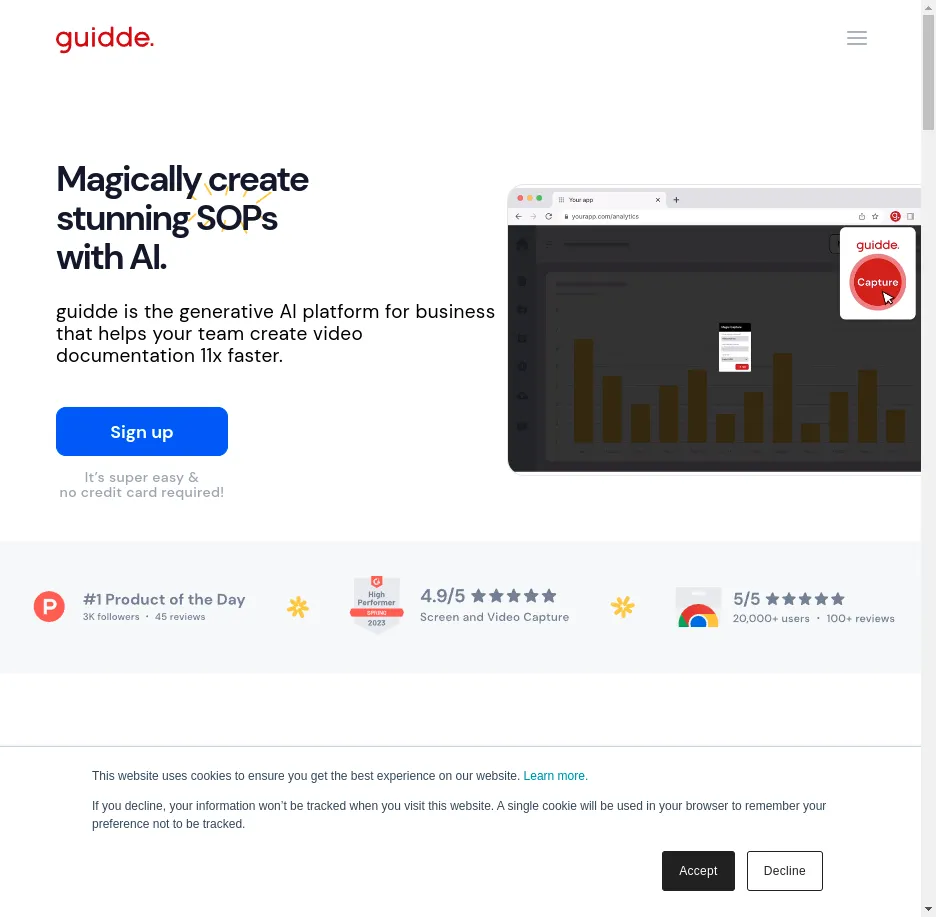 guidde.
Magically create
stunning SOPs
with AI.
guidde is the generative AI platform for business
that helps your team create video
documentation 11x faster.
Sign up
It's super easy &
no credit card required!
Your app
yourapp.com/analytics
guidde.
Capture
Magic Capture
#1 Product of the Day
3K followers • 45 reviews
High
Performer
SPRING
2023
4.9/5
Screen and Video Capture
5/5
20,000+ users • 100+ reviews
This website uses cookies to ensure you get the best experience on our website. Learn more.
If you decline, your information won’t be tracked when you visit this website. A single cookie will be used in your browser to remember your
preference not to be tracked.
Accept
Decline